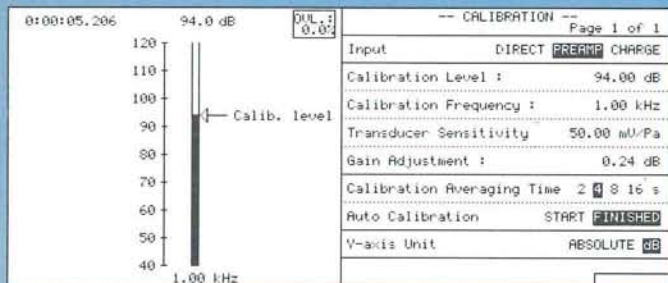 0:00:05.206 94.0 dB OVL.: 0.0%
120
110
100
90
80
70
60
50
40
Calib. level
1.00 kHz
-- CALIBRATION --
Page 1 of 1
Input DIRECT PREAMP CHARGE
Calibration Level : 94.00 dB
Calibration Frequency : 1.00 kHz
Transducer Sensitivity 50.00 mV/Pa
Gain Adjustment : 0.24 dB
Calibration Averaging Time 2 4 8 16 s
Auto Calibration START FINISHED
Y-axis Unit ABSOLUTE dB